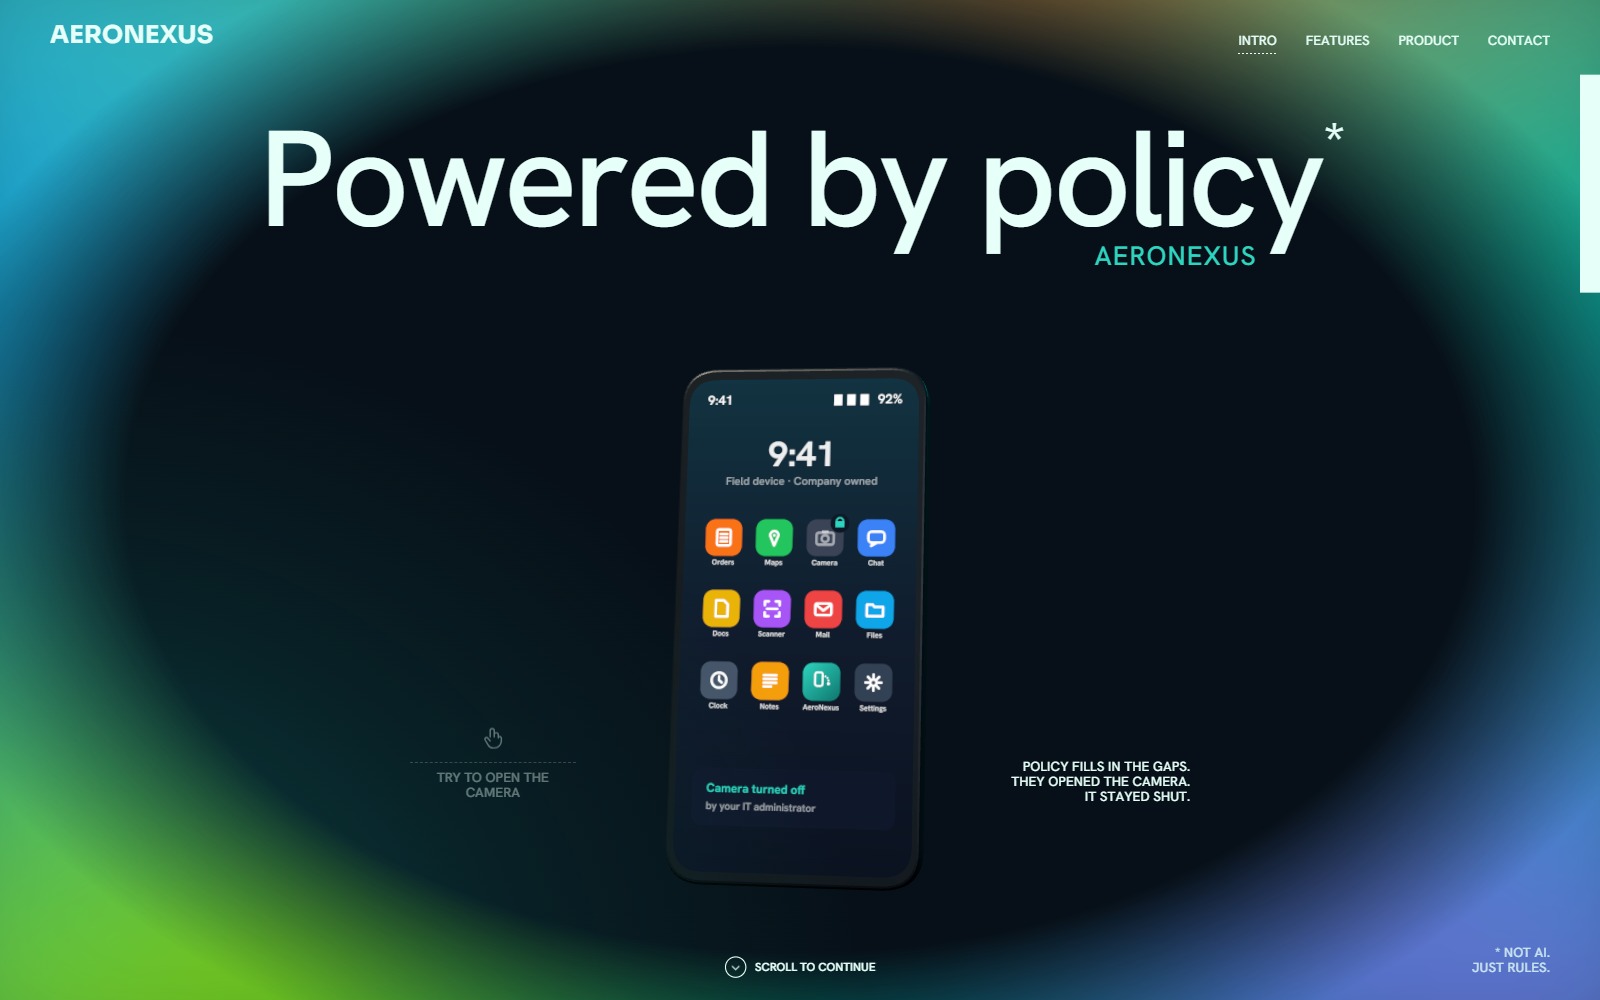 AERONEXUS
INTRO FEATURES PRODUCT CONTACT
Powered by policy*
AERONEXUS
9:41 92%
9:41
Field device · Company owned
Orders Maps Camera Chat
Docs Scanner Mail Files
Clock Notes AeroNexus Settings
Camera turned off
by your IT administrator
TRY TO OPEN THE
CAMERA
POLICY FILLS IN THE GAPS.
THEY OPENED THE CAMERA.
IT STAYED SHUT.
SCROLL TO CONTINUE
* NOT AI.
JUST RULES.